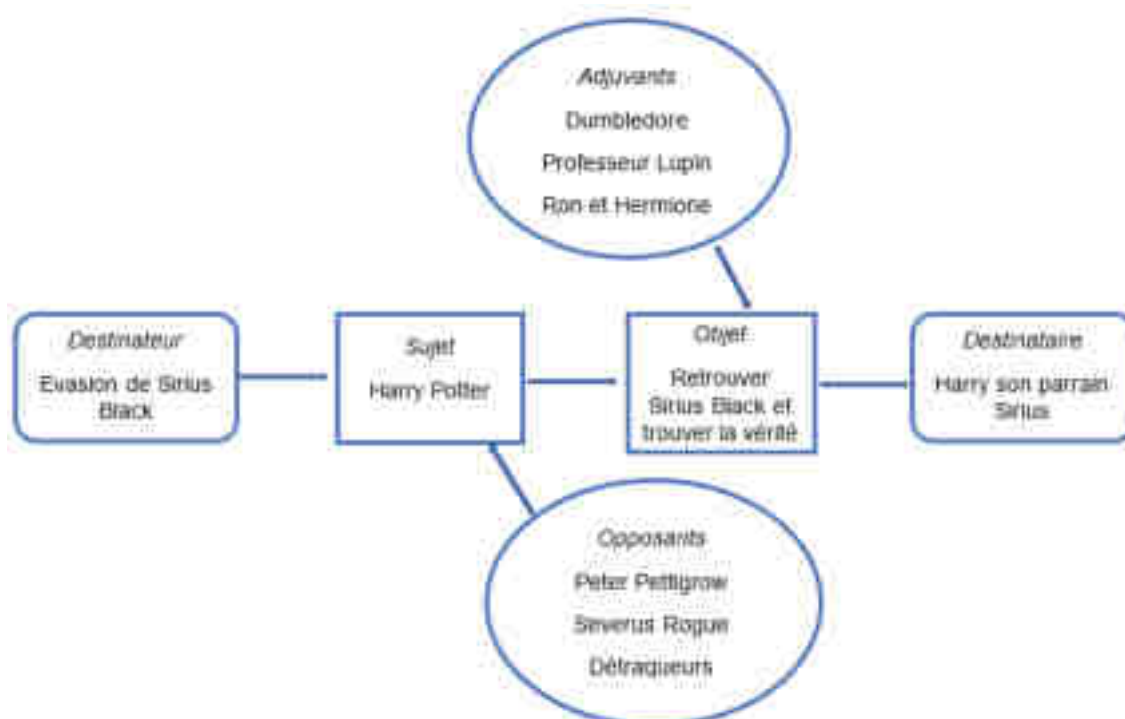 Adjuvants
Dumbledore
Professeur Lupin
Ron et Hermione
Destinateur
Evasion de Sirius
Black
Sujet
Harry Potter
Objet
Retrouver
Sirius Black et
trouver la vérité
Destinataire
Harry son parrain
Sirius
Opposants
Peter Pettigrow
Severus Rogue
Détraqueurs